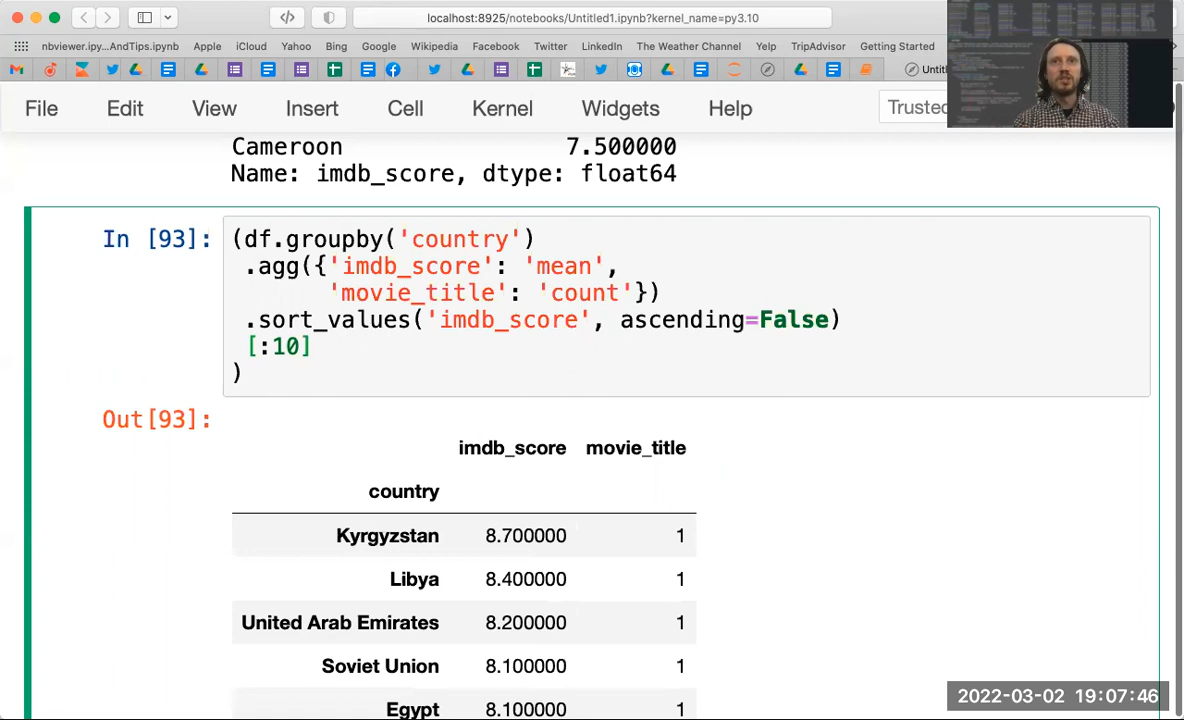 localhost:8925/notebooks/Untitled1.ipynb?kernel_name=py3.10
nbviewer.ipy...AndTips.ipynb Apple iCloud Yahoo Bing Google Wikipedia Facebook Twitter LinkedIn The Weather Channel Yelp TripAdvisor Getting Started
File Edit View Insert Cell Kernel Widgets Help Trusted
Cameroon 7.500000
Name: imdb_score, dtype: float64
In [93]: (df.groupby('country')
.agg({'imdb_score': 'mean',
'movie_title': 'count'})
.sort_values('imdb_score', ascending=False)
[:10]
)
Out[93]:
imdb_score movie_title
country
Kyrgyzstan 8.700000 1
Libya 8.400000 1
United Arab Emirates 8.200000 1
Soviet Union 8.100000 1
Egypt 8.100000 1
2022-03-02 19:07:46